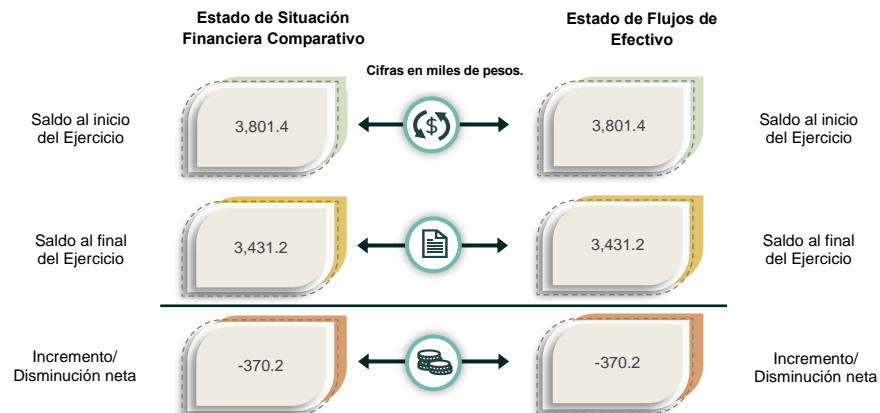 Estado de Situación
Financiera Comparativo
Estado de Flujos de
Efectivo
Cifras en miles de pesos.
Saldo al inicio
del Ejercicio
3,801.4
$
3,801.4
Saldo al inicio
del Ejercicio
Saldo al final
del Ejercicio
3,431.2
3,431.2
Saldo al final
del Ejercicio
Incremento/
Disminución neta
-370.2
-370.2
Incremento/
Disminución neta